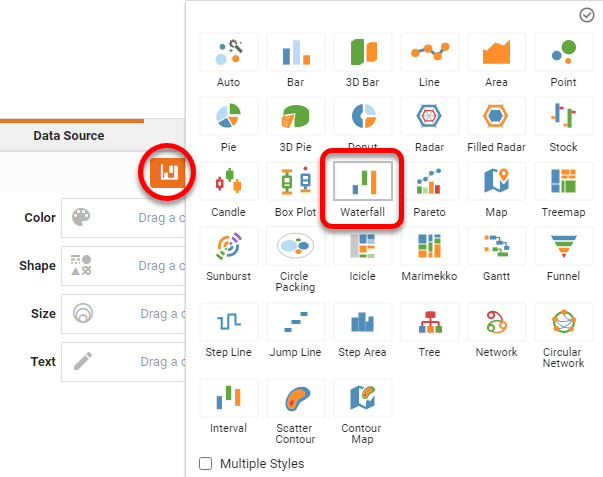 Auto Bar 3D Bar Line Area Point
Data Source
Pie 3D Pie Donut Radar Filled Radar Stock
Candle Box Plot Waterfall Pareto Map Treemap
Color Drag a c
Shape Drag a c
Size Drag a c
Text Drag a c
Sunburst Circle Packing Icicle Marimekko Gantt Funnel
Step Line Jump Line Step Area Tree Network Circular Network
Interval Scatter Contour Contour Map
Multiple Styles